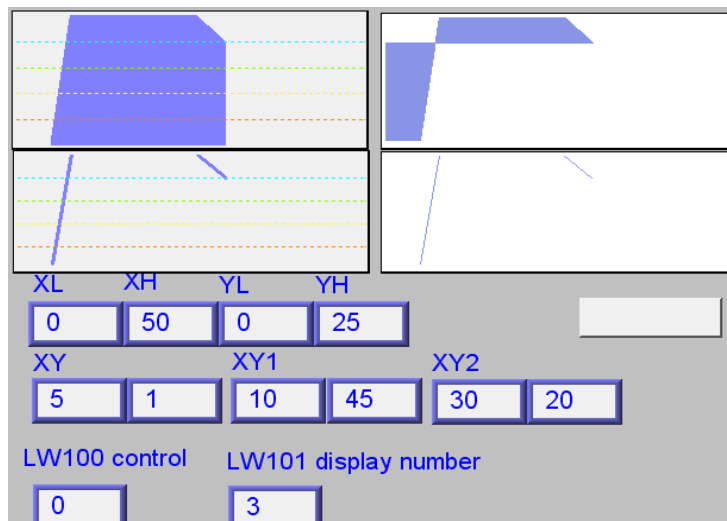 XL XH YL YH
0 50 0 25
XY XY1 XY2
5 1 10 45 30 20
LW100 control LW101 display number
0 3